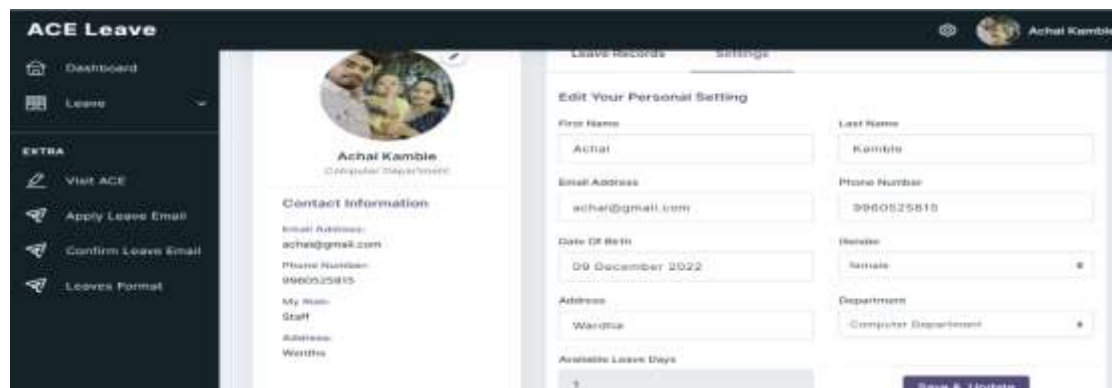 ACE Leave
Achal Kamble
Dashboard
Leave
EXTRA
Visit ACE
Apply Leave Email
Confirm Leave Email
Leaves Format
Achal Kamble
Computer Department
Contact Information
Email Address:
achal@gmail.com
Phone Number:
9960525815
My Role:
Staff
Address:
Wardha
Leave Records Settings
Edit Your Personal Setting
First Name
Achal
Last Name
Kamble
Email Address
achal@gmail.com
Phone Number
9960525815
Date Of Birth
09 December 2022
Gender
female
Address
Wardha
Department
Computer Department
Available Leave Days
1
Save & Update